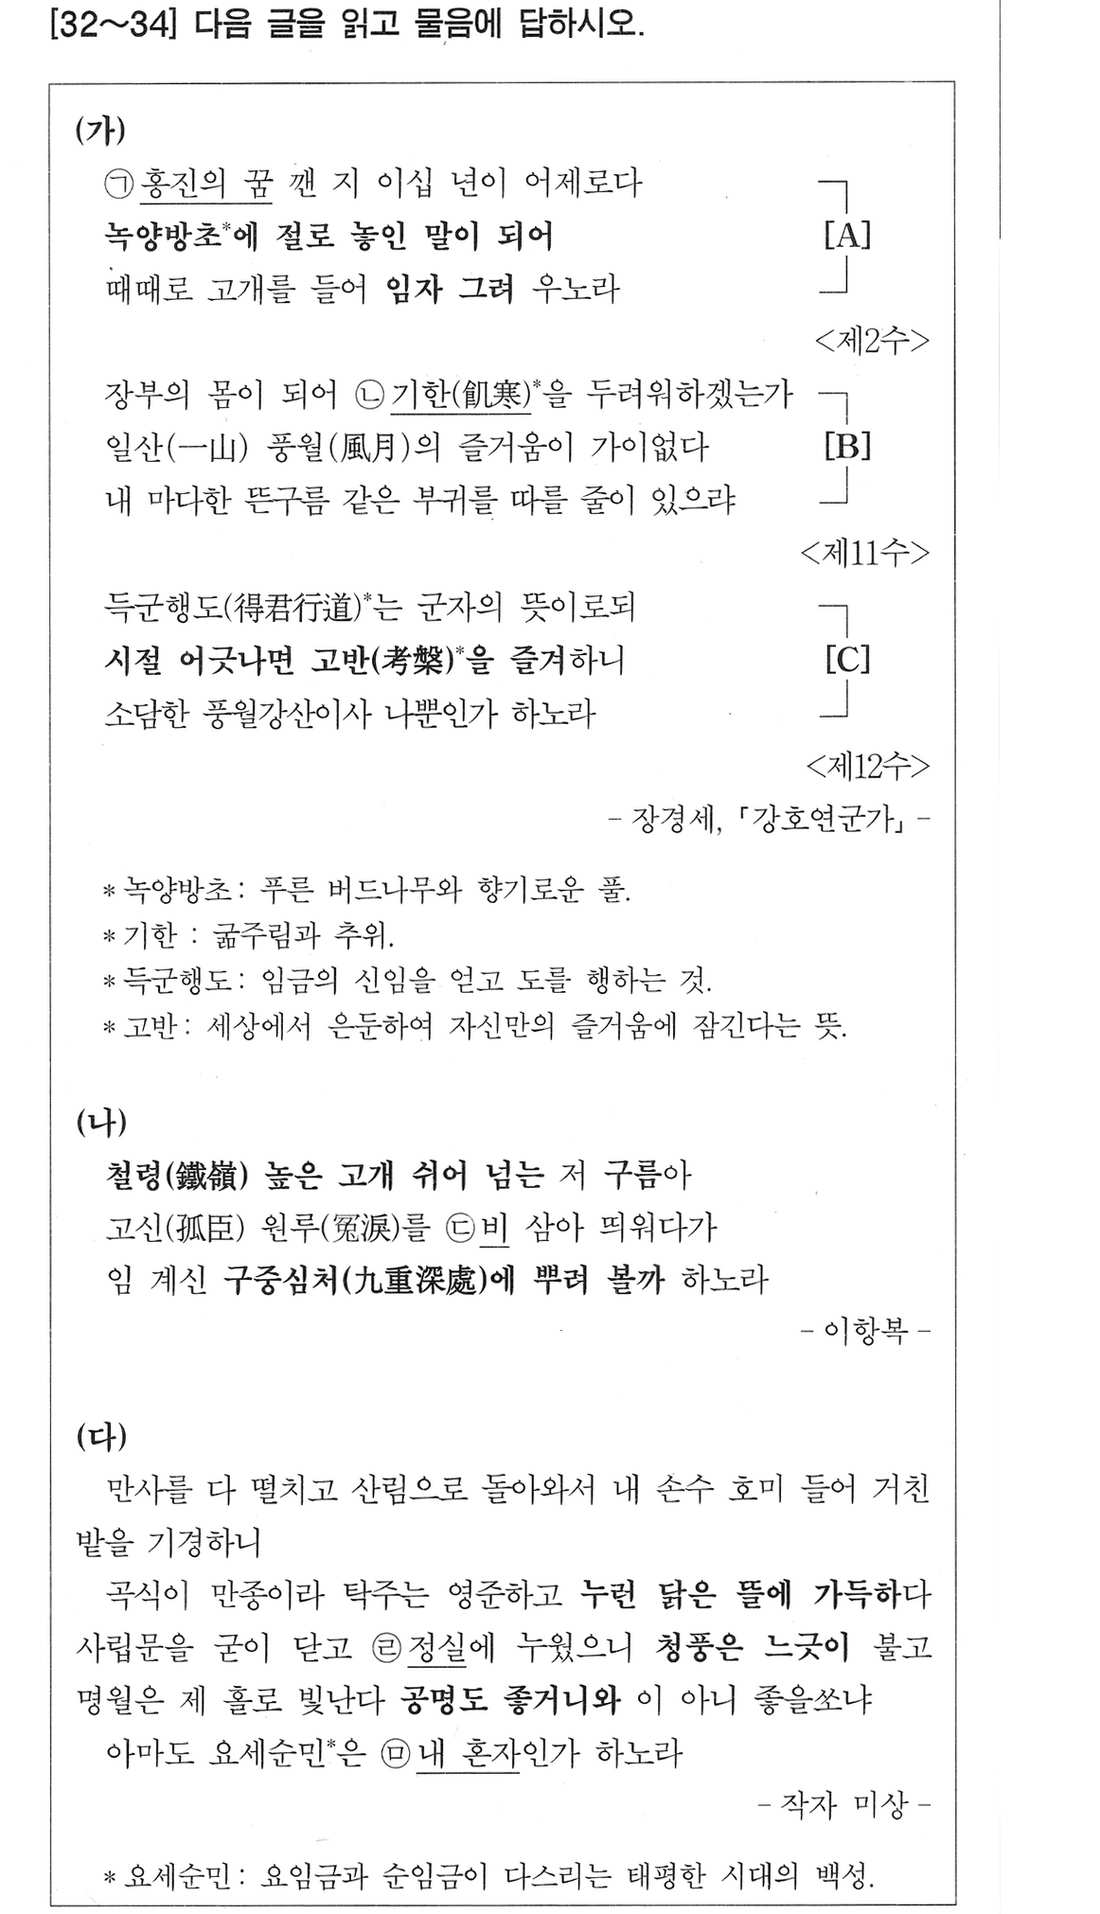 [32~34] 다음 글을 읽고 물음에 답하시오.
(가)
㉠홍진의 꿈 깬 지 이십 년이 어제로다
녹양방초*에 절로 놓인 말이 되어 [A]
때때로 고개를 들어 임자 그려 우노라
<제2수>
장부의 몸이 되어 ㉡기한(飢寒)*을 두려워하겠는가
일산(一山) 풍월(風月)의 즐거움이 가이없다 [B]
내 마다한 뜬구름 같은 부귀를 따를 줄이 있으랴
<제11수>
득군행도(得君行道)*는 군자의 뜻이로되
시절 어긋나면 고반(考槃)*을 즐겨하니 [C]
소담한 풍월강산이사 나뿐인가 하노라
<제12수>
- 장경세, 「강호연군가」 -
* 녹양방초 : 푸른 버드나무와 향기로운 풀.
* 기한 : 굶주림과 추위.
* 득군행도 : 임금의 신임을 얻고 도를 행하는 것.
* 고반 : 세상에서 은둔하여 자신만의 즐거움에 잠긴다는 뜻.
(나)
철령(鐵嶺) 높은 고개 쉬어 넘는 저 구름아
고신(孤臣) 원루(冤淚)를 ㉢비 삼아 띄워다가
임 계신 구중심처(九重深處)에 뿌려 볼까 하노라
- 이항복 -
(다)
만사를 다 떨치고 산림으로 돌아와서 내 손수 호미 들어 거친
밭을 기경하니
곡식이 만종이라 탁주는 영준하고 누런 닭은 뜰에 가득하다
사립문을 굳이 닫고 ㉣정실에 누웠으니 청풍은 느긋이 불고
명월은 제 홀로 빛난다 공명도 좋거니와 이 아니 좋을쏘냐
아마도 요세순민*은 ㉤내 혼자인가 하노라
- 작자 미상 -
* 요세순민 : 요임금과 순임금이 다스리는 태평한 시대의 백성.